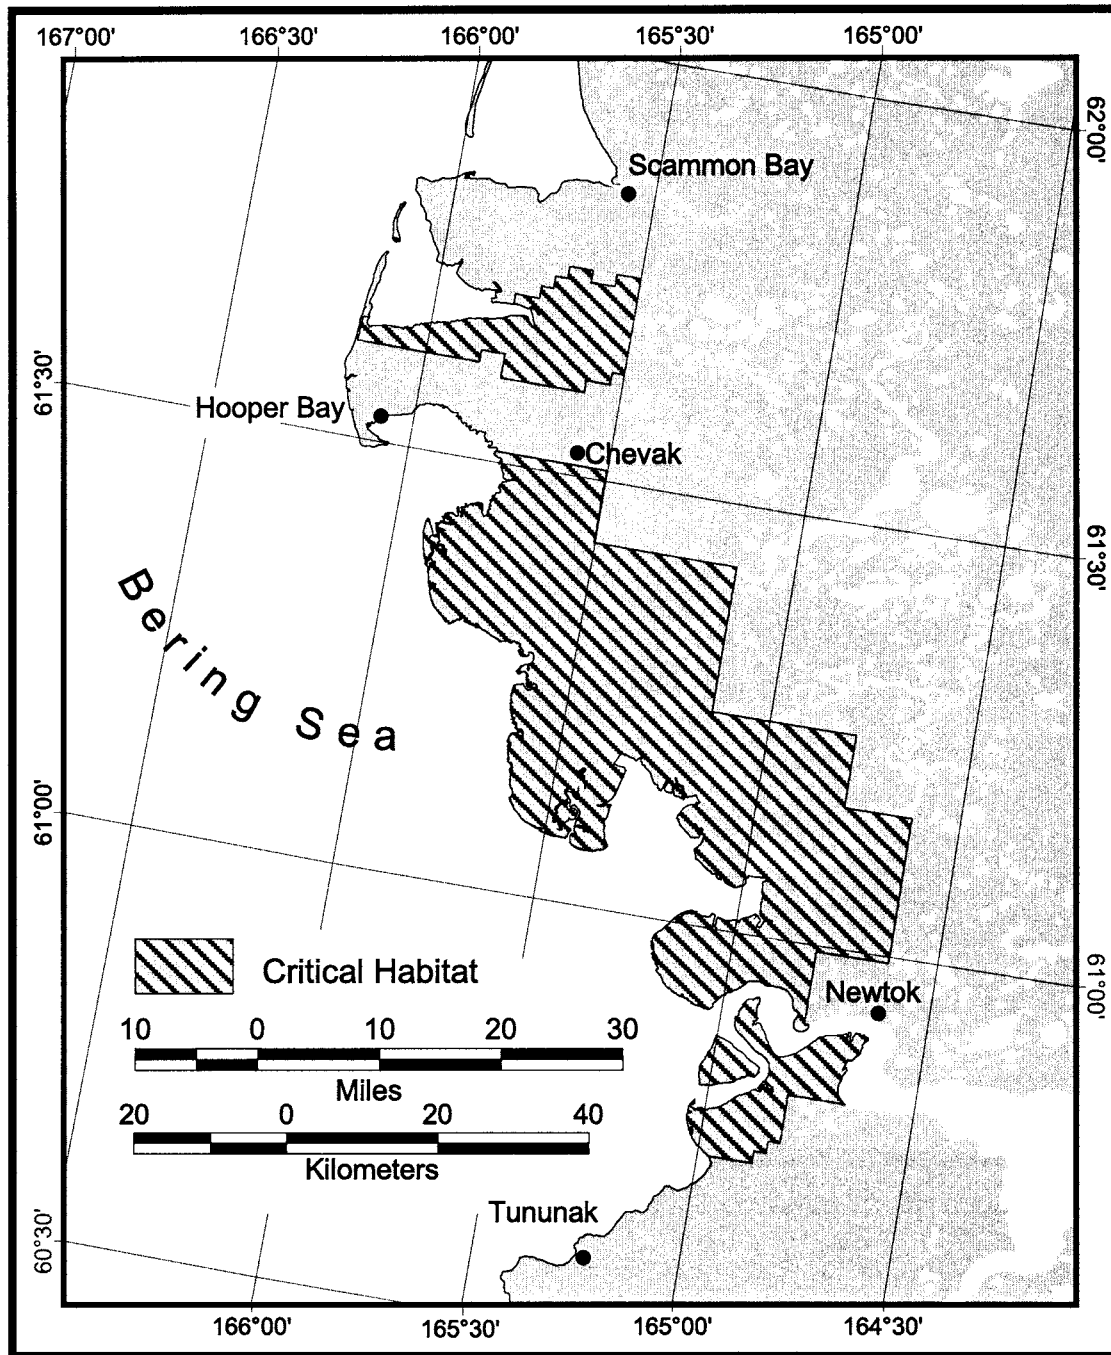 167°00' 166°30' 166°00' 165°30' 165°00'
62°00'
Scammon Bay
61°30'
Hooper Bay
Chevak
61°30'
Bering Sea
61°00'
Critical Habitat
61°00'
Newtok
10 0 10 20 30
Miles
20 0 20 40
Kilometers
Tununak
60°30'
166°00' 165°30' 165°00' 164°30'